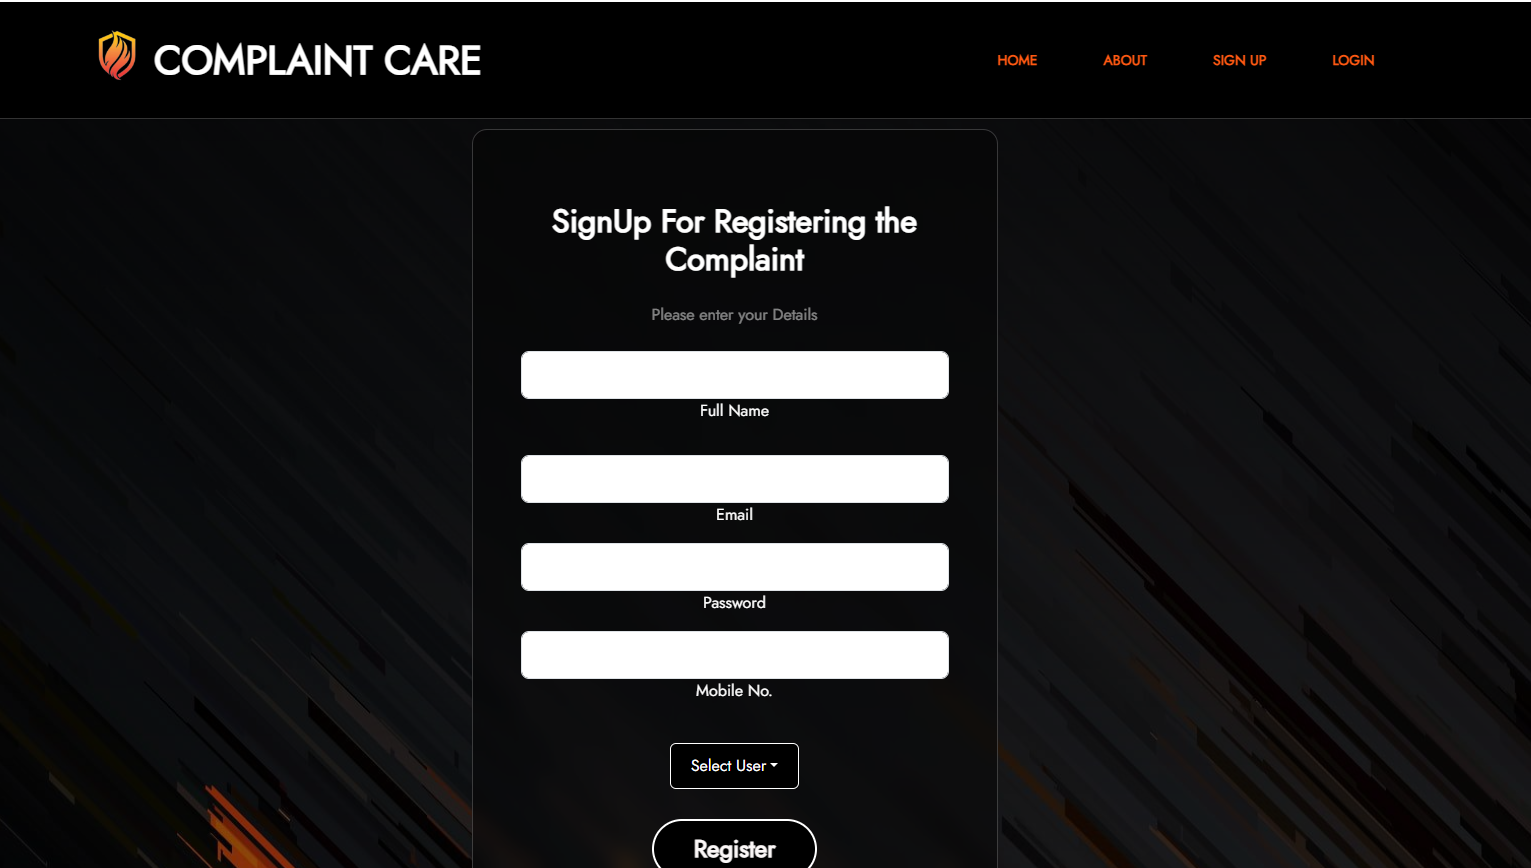 COMPLAINT CARE
HOME
ABOUT
SIGN UP
LOGIN
SignUp For Registering the
Complaint
Please enter your Details
Full Name
Email
Password
Mobile No.
Select User
Register